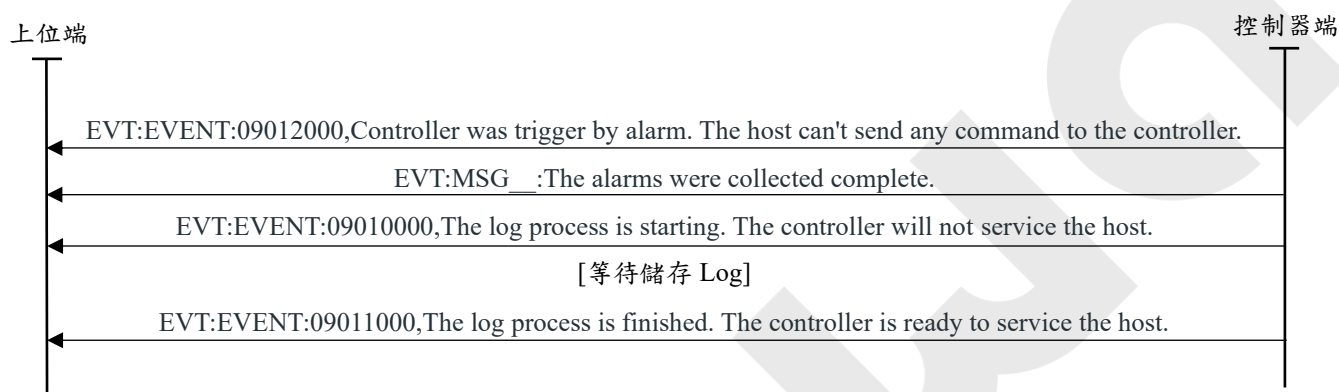 上位端
控制器端
EVT:EVENT:09012000,Controller was trigger by alarm. The host can't send any command to the controller.
EVT:MSG__:The alarms were collected complete.
EVT:EVENT:09010000,The log process is starting. The controller will not service the host.
[等待儲存 Log]
EVT:EVENT:09011000,The log process is finished. The controller is ready to service the host.